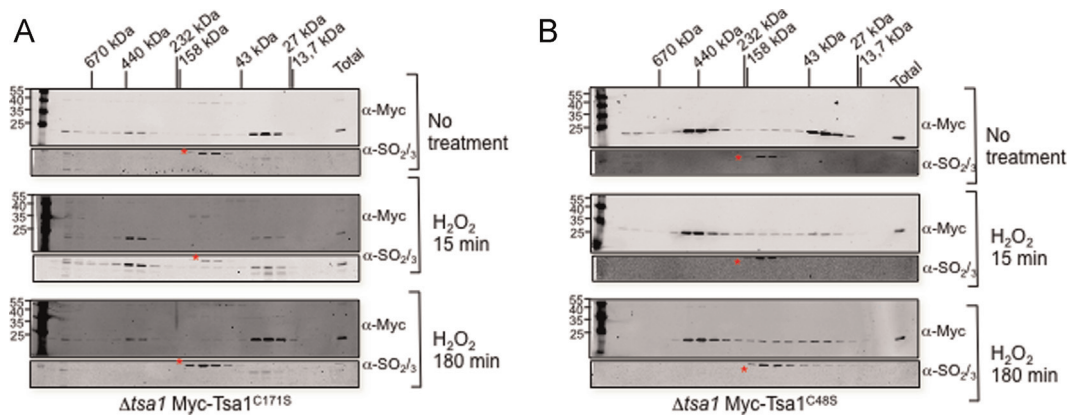 A
670 kDa
440 kDa
232 kDa
158 kDa
43 kDa
27 kDa
13,7 kDa
Total
55
40
35
25
α-Myc
α-SO₂/₃
No
treatment
55
40
35
25
α-Myc
α-SO₂/₃
H₂O₂
15 min
55
40
35
25
α-Myc
α-SO₂/₃
H₂O₂
180 min
Δtsa1 Myc-Tsa1ᶜ¹⁷¹ˢ
B
670 kDa
440 kDa
232 kDa
158 kDa
43 kDa
27 kDa
13,7 kDa
Total
55
40
35
25
α-Myc
α-SO₂/₃
No
treatment
55
40
35
25
α-Myc
α-SO₂/₃
H₂O₂
15 min
55
40
35
25
α-Myc
α-SO₂/₃
H₂O₂
180 min
Δtsa1 Myc-Tsa1ᶜ⁴⁸ˢ